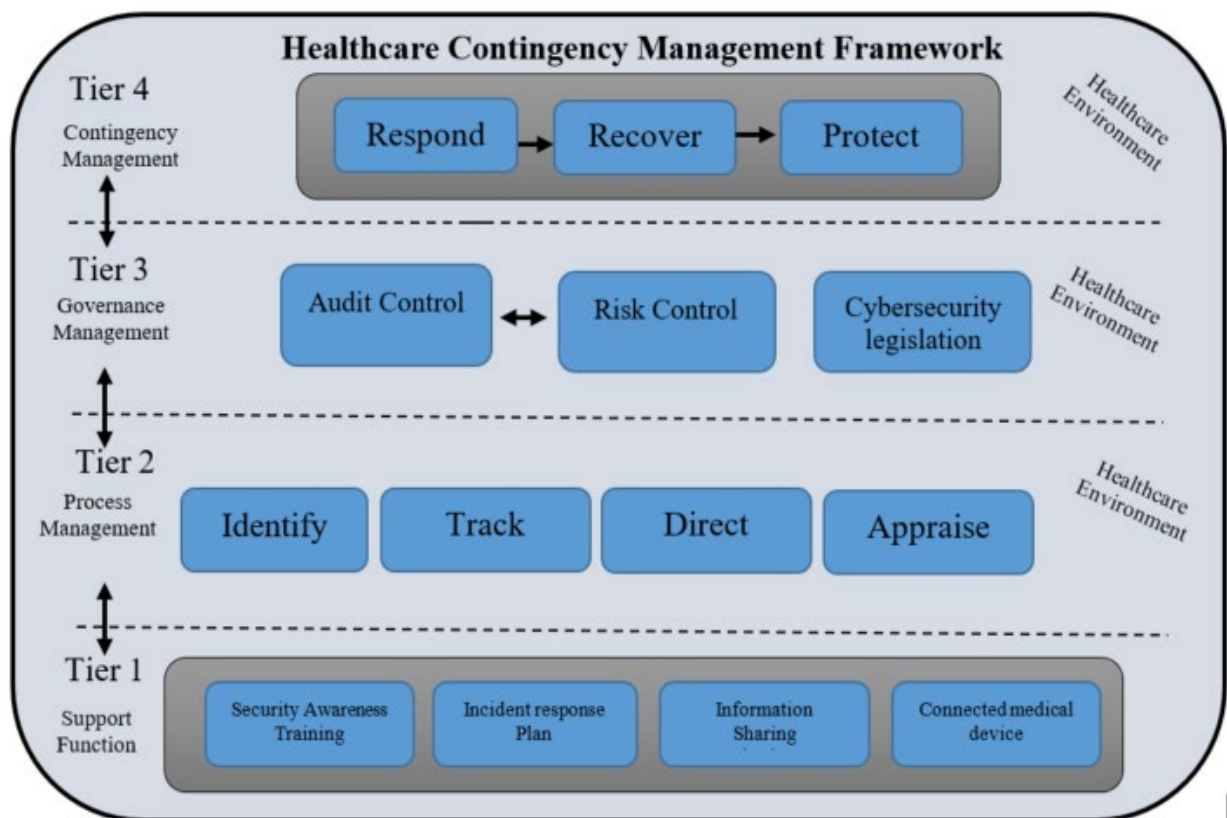 Healthcare Contingency Management Framework
Tier 4
Contingency
Management
Respond
Recover
Protect
Healthcare
Environment
Tier 3
Governance
Management
Audit Control
Risk Control
Cybersecurity
legislation
Healthcare
Environment
Tier 2
Process
Management
Identify
Track
Direct
Appraise
Healthcare
Environment
Tier 1
Support
Function
Security Awareness
Training
Incident response
Plan
Information
Sharing
Connected medical
device